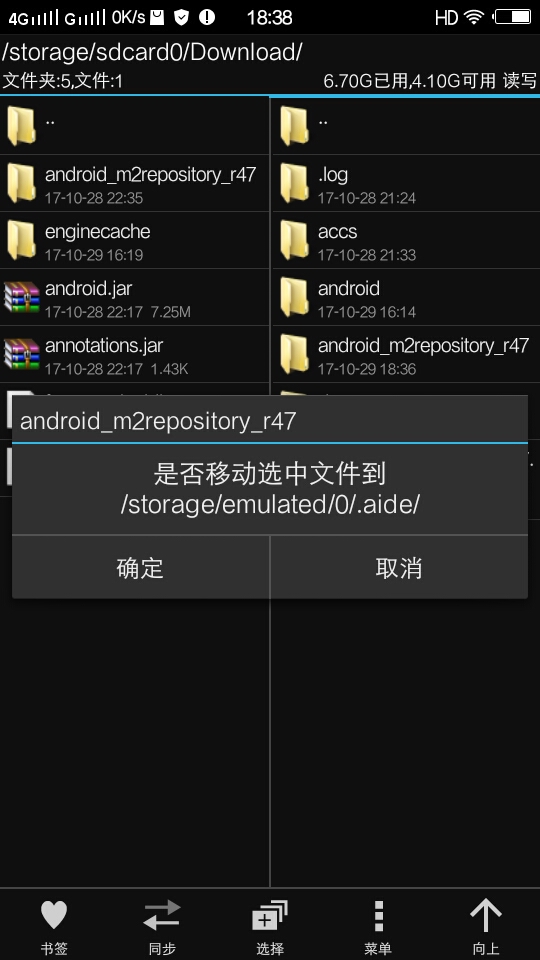 4G G 0K/s 18:38 HD
/storage/sdcard0/Download/
文件夹:5,文件:1 6.70G已用,4.10G可用 读写
..
android_m2repository_r47
17-10-28 22:35
enginecache
17-10-29 16:19
android.jar
17-10-28 22:17 7.25M
annotations.jar
17-10-28 22:17 1.43K
..
.log
17-10-28 21:24
accs
17-10-28 21:33
android
17-10-29 16:14
android_m2repository_r47
17-10-29 18:36
android_m2repository_r47
是否移动选中文件到
/storage/emulated/0/.aide/
确定 取消
书签 同步 选择 菜单 向上